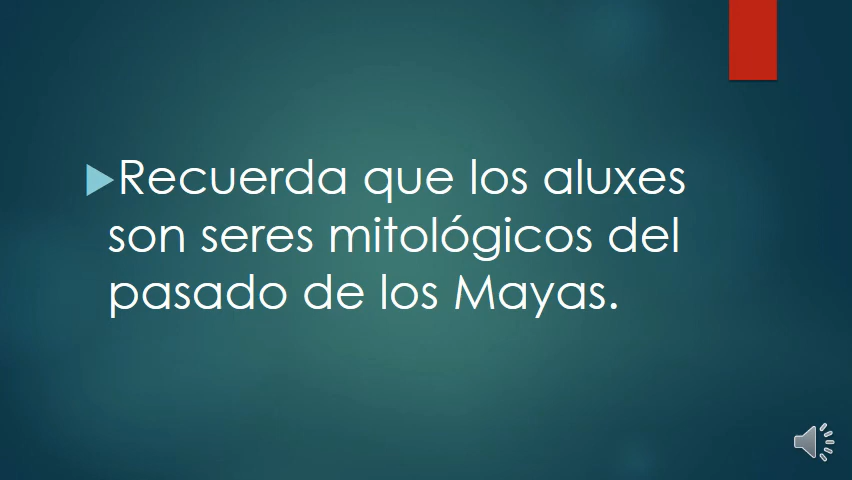 Recuerda que los aluxes
son seres mitológicos del
pasado de los Mayas.